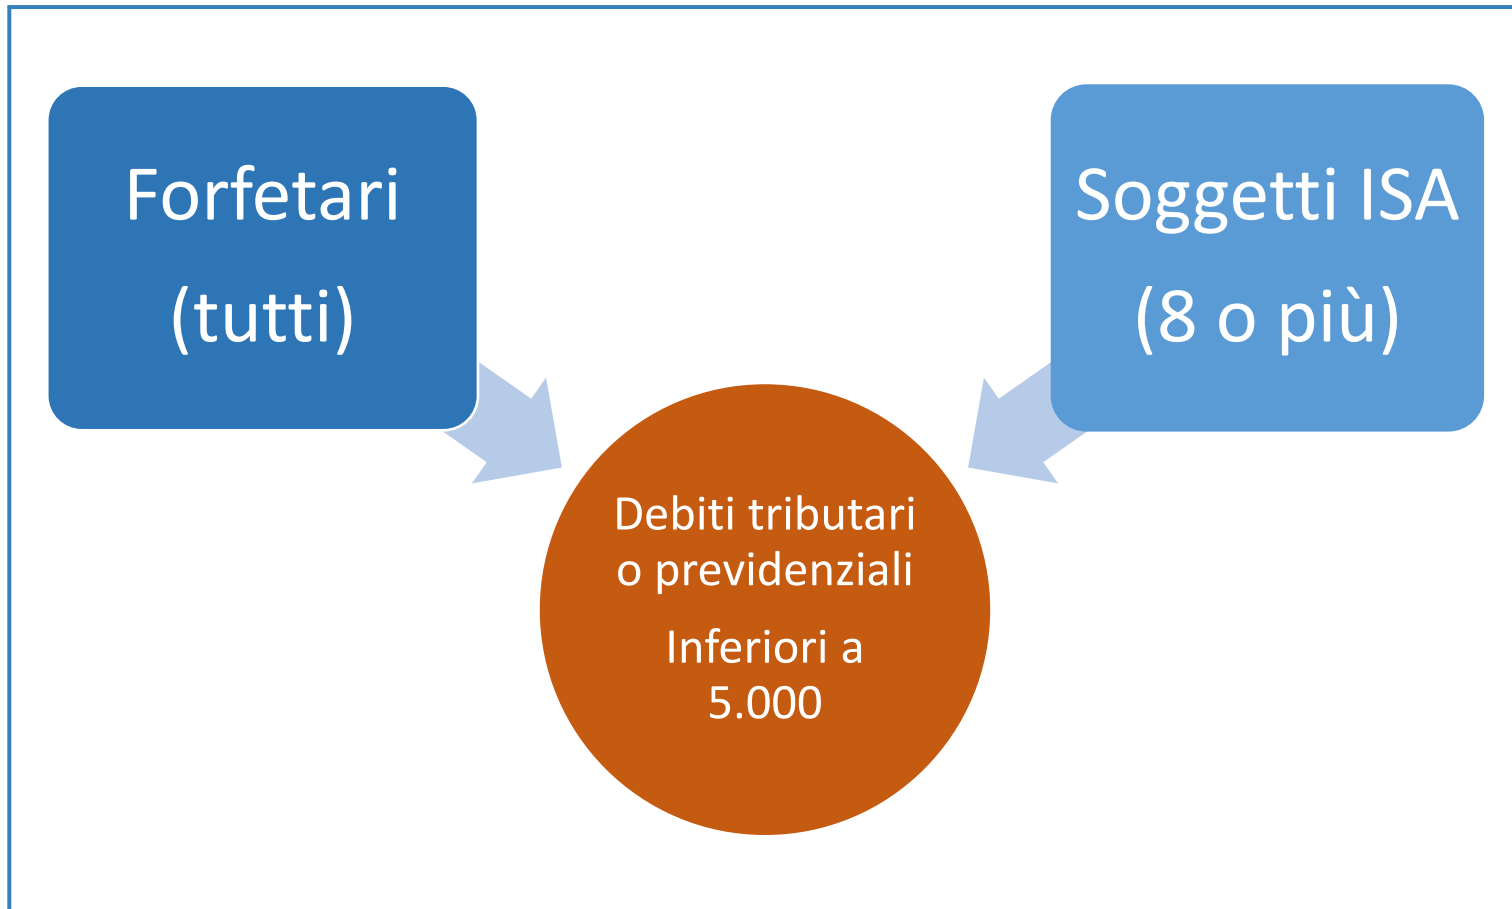 Forfetari
(tutti)
Soggetti ISA
(8 o più)
Debiti tributari
o previdenziali
Inferiori a
5.000